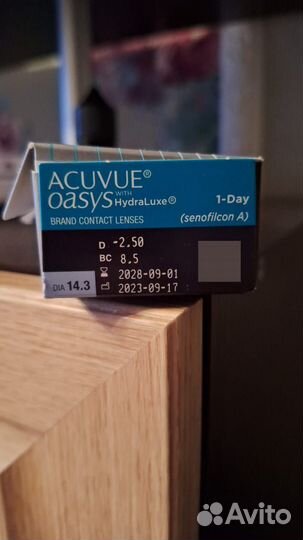 ACUVUE®
oasys WITH HydraLuxe® 1-Day
BRAND CONTACT LENSES (senofilcon A)
D -2.50
BC 8.5
2028-09-01
DIA 14.3 2023-09-17
Avito